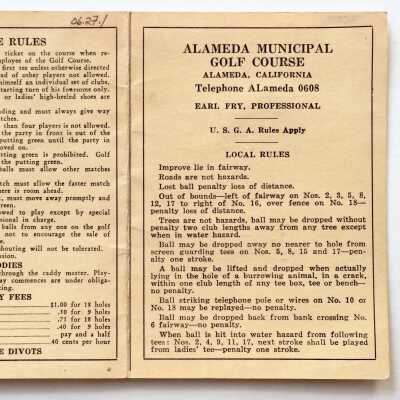 06.27.1
E RULES
ticket on the course when re-
mployee of the Golf Course.
first tee unless otherwise directed
ad of other players not allowed.
himself an individual set of clubs.
starting turn of his foresome only.
or ladies' high-heeled shoes are
nding and must always give way
atches.
than four players is not allowed.
the party in front is out of the
putting green until the party in
oved on.
utting green is prohibited. Golf
the putting green.
alls must allow other matches
tch must allow the faster match
here is room ahead.
, must move away promptly and
green.
owed to play except by special
ssional in charge.
balls from any one on the golf
not to encourage the sale of
e.
houting will not be tolerated.
sion.
DIES
through the caddy master. Play-
ay commences are under obliga-
cing.
Y FEES
$1.00 for 18 holes
.50 for 9 holes
.75 for 18 holes
.40 for 9 holes
pay and a half
40 cents per hour
E DIVOTS
ALAMEDA MUNICIPAL
GOLF COURSE
ALAMEDA, CALIFORNIA
Telephone ALameda 0608
EARL FRY, PROFESSIONAL
U. S. G. A. Rules Apply
LOCAL RULES
Improve lie in fairway.
Roads are not hazards.
Lost ball penalty loss of distance.
Out of bounds—left of fairway on Nos. 2, 3, 5, 8,
12, 17 to right of No. 16, over fence on No. 18—
penalty loss of distance.
Trees are not hazards, ball may be dropped without
penalty two club lengths away from any tree except
when in water hazard.
Ball may be dropped away no nearer to hole from
screen guarding tees on Nos. 5, 8, 15 and 17—pen-
alty one stroke.
A ball may be lifted and dropped when actually
lying in the hole of a burrowing animal, in a crack,
within one club length of any tee box, tee or bench—
no penalty.
Ball striking telephone pole or wires on No. 10 or
No. 18 may be replayed—no penalty.
Ball may be dropped back from bank crossing No.
6 fairway—no penalty.
When ball is hit into water hazard from following
tees: Nos. 2, 4, 9, 11, 17, next stroke shall be played
from ladies' tee—penalty one stroke.